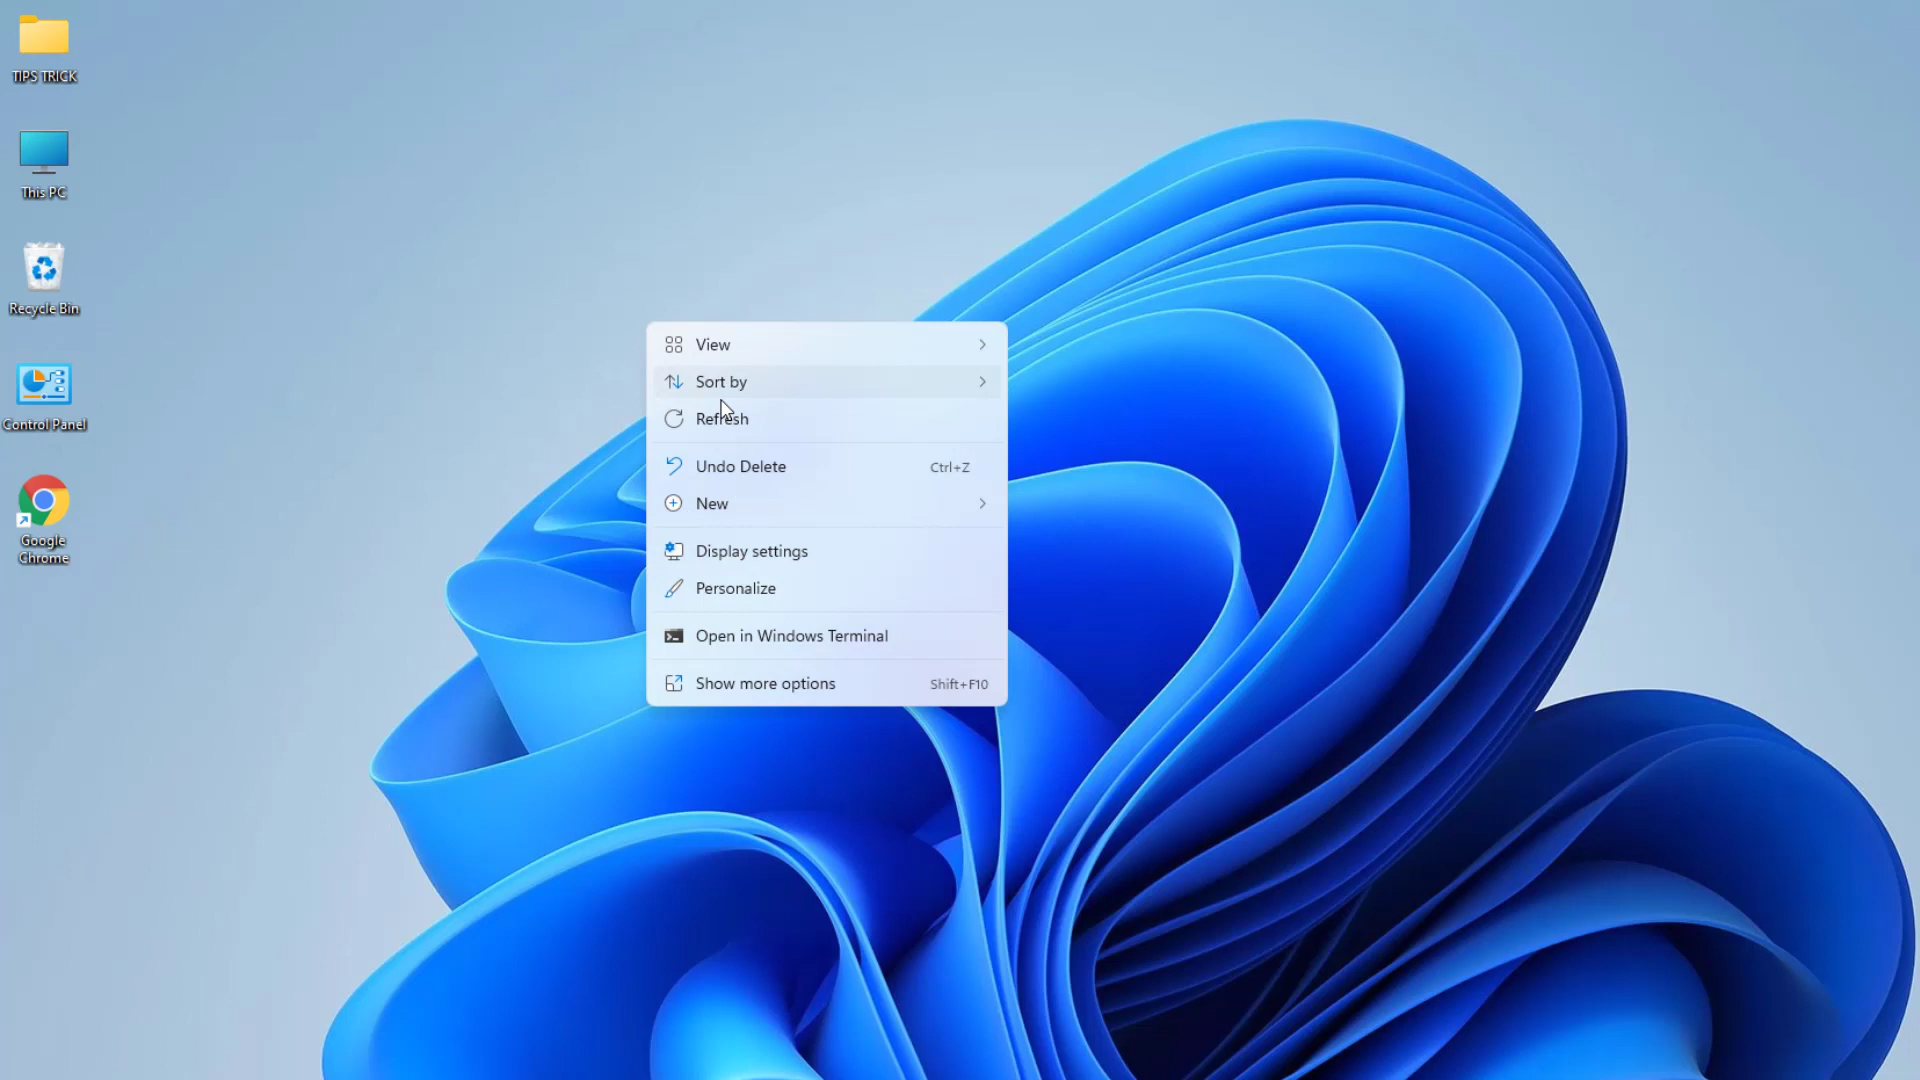 TIPS TRICK
This PC
Recycle Bin
Control Panel
Google
Chrome
View
Sort by
Refresh
Undo Delete Ctrl+Z
New
Display settings
Personalize
Open in Windows Terminal
Show more options Shift+F10